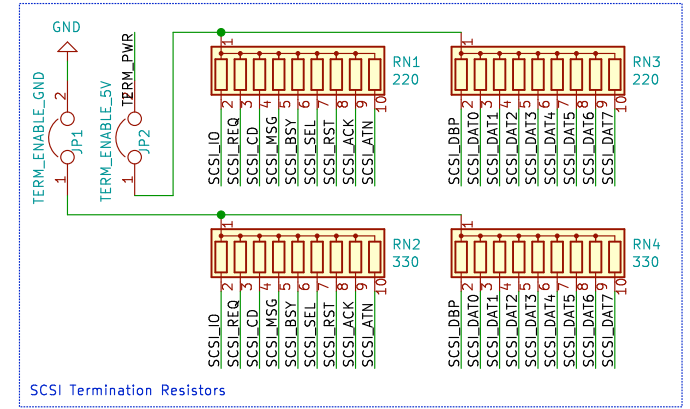 GND
TERM_PWR
TERM_ENABLE_GND
2
JP1
1
TERM_ENABLE_5V
2
JP2
1
1
RN1
220
2 3 4 5 6 7 8 9 10
SCSI_IO
SCSI_REQ
SCSI_CD
SCSI_MSG
SCSI_BSY
SCSI_SEL
SCSI_RST
SCSI_ACK
SCSI_ATN
1
RN3
220
2 3 4 5 6 7 8 9 10
SCSI_DBP
SCSI_DAT0
SCSI_DAT1
SCSI_DAT2
SCSI_DAT3
SCSI_DAT4
SCSI_DAT5
SCSI_DAT6
SCSI_DAT7
1
RN2
330
2 3 4 5 6 7 8 9 10
SCSI_IO
SCSI_REQ
SCSI_CD
SCSI_MSG
SCSI_BSY
SCSI_SEL
SCSI_RST
SCSI_ACK
SCSI_ATN
1
RN4
330
2 3 4 5 6 7 8 9 10
SCSI_DBP
SCSI_DAT0
SCSI_DAT1
SCSI_DAT2
SCSI_DAT3
SCSI_DAT4
SCSI_DAT5
SCSI_DAT6
SCSI_DAT7
SCSI Termination Resistors